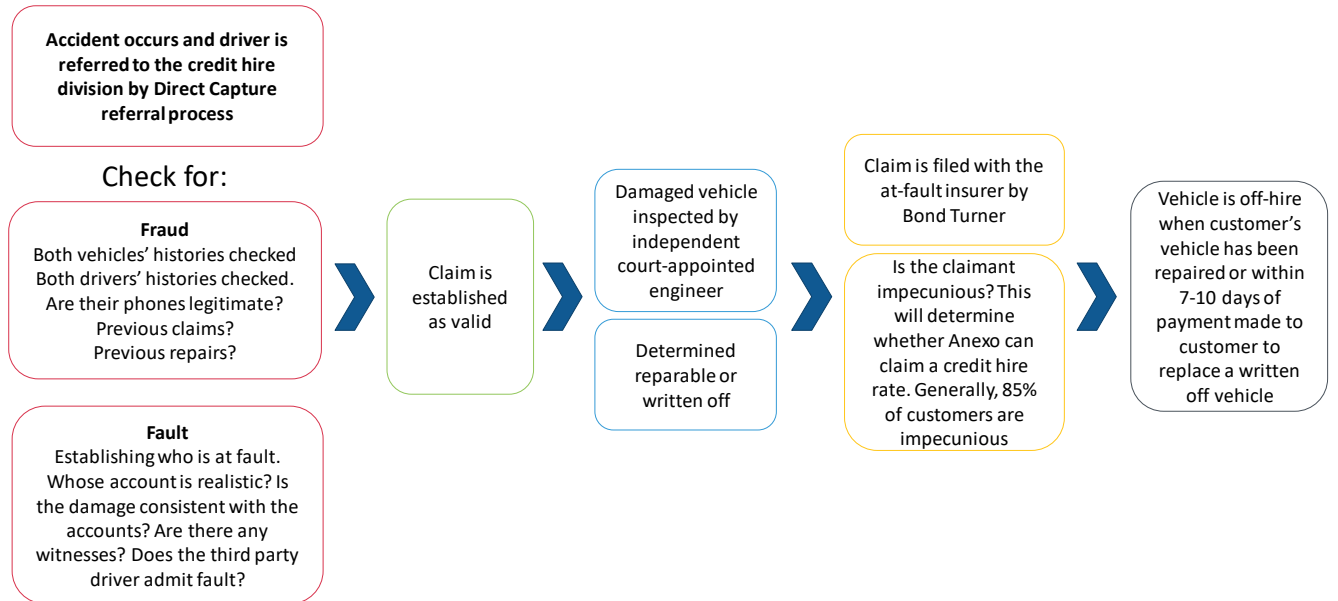 Accident occurs and driver is
referred to the credit hire
division by Direct Capture
referral process
Check for:
Fraud
Both vehicles' histories checked
Both drivers' histories checked.
Are their phones legitimate?
Previous claims?
Previous repairs?
Fault
Establishing who is at fault.
Whose account is realistic? Is
the damage consistent with the
accounts? Are there any
witnesses? Does the third party
driver admit fault?
Claim is
established
as valid
Damaged vehicle
inspected by
independent
court-appointed
engineer
Determined
reparable or
written off
Claim is filed with the
at-fault insurer by
Bond Turner
Is the claimant
impecunious? This
will determine
whether Anexo can
claim a credit hire
rate. Generally, 85%
of customers are
impecunious
Vehicle is off-hire
when customer's
vehicle has been
repaired or within
7-10 days of
payment made to
customer to
replace a written
off vehicle